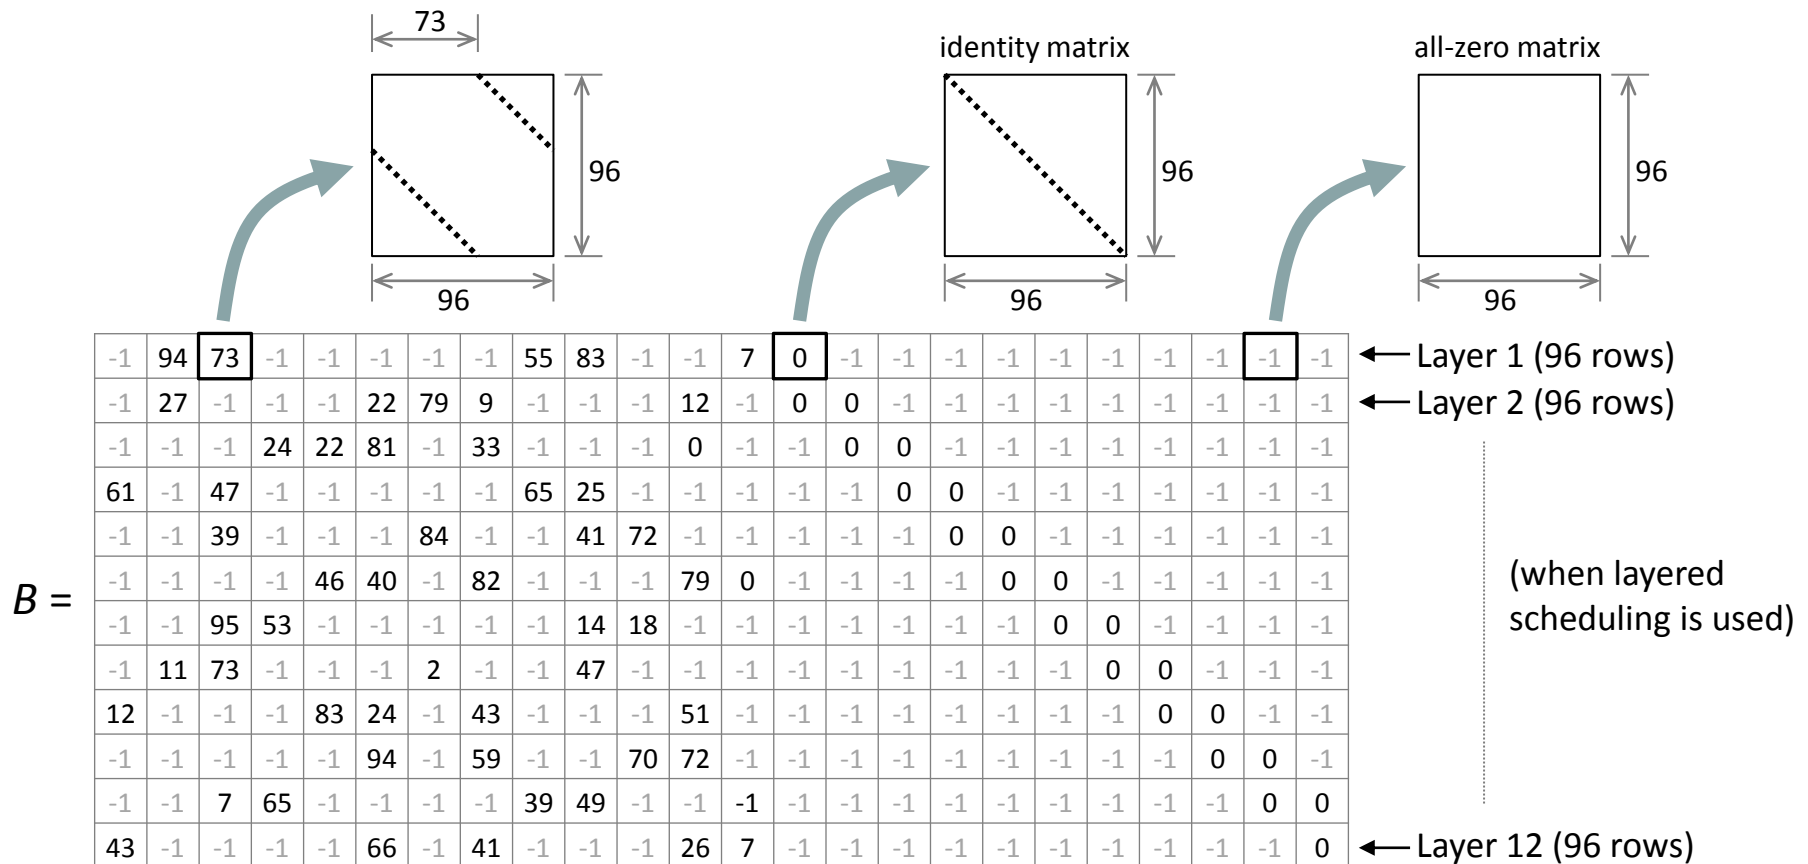 73
identity matrix
all-zero matrix
96
96
96
96
96
96
-1 94 73 -1 -1 -1 -1 -1 55 83 -1 -1 7 0 -1 -1 -1 -1 -1 -1 -1 -1 -1 -1 Layer 1 (96 rows)
-1 27 -1 -1 -1 22 79 9 -1 -1 -1 12 -1 0 0 -1 -1 -1 -1 -1 -1 -1 -1 -1 Layer 2 (96 rows)
-1 -1 -1 24 22 81 -1 33 -1 -1 -1 0 -1 -1 0 0 -1 -1 -1 -1 -1 -1 -1 -1
61 -1 47 -1 -1 -1 -1 -1 65 25 -1 -1 -1 -1 -1 0 0 -1 -1 -1 -1 -1 -1 -1
-1 -1 39 -1 -1 -1 84 -1 -1 41 72 -1 -1 -1 -1 -1 0 0 -1 -1 -1 -1 -1 -1
-1 -1 -1 -1 46 40 -1 82 -1 -1 -1 79 0 -1 -1 -1 -1 0 0 -1 -1 -1 -1 -1
B =
(when layered
scheduling is used)
-1 -1 95 53 -1 -1 -1 -1 -1 14 18 -1 -1 -1 -1 -1 -1 -1 0 0 -1 -1 -1 -1
-1 11 73 -1 -1 -1 2 -1 -1 47 -1 -1 -1 -1 -1 -1 -1 -1 -1 0 0 -1 -1 -1
12 -1 -1 -1 83 24 -1 43 -1 -1 -1 51 -1 -1 -1 -1 -1 -1 -1 -1 0 0 -1 -1
-1 -1 -1 -1 -1 94 -1 59 -1 -1 70 72 -1 -1 -1 -1 -1 -1 -1 -1 -1 0 0 -1
-1 -1 7 65 -1 -1 -1 -1 39 49 -1 -1 -1 -1 -1 -1 -1 -1 -1 -1 -1 -1 0 0
43 -1 -1 -1 -1 66 -1 41 -1 -1 -1 26 7 -1 -1 -1 -1 -1 -1 -1 -1 -1 -1 0 Layer 12 (96 rows)